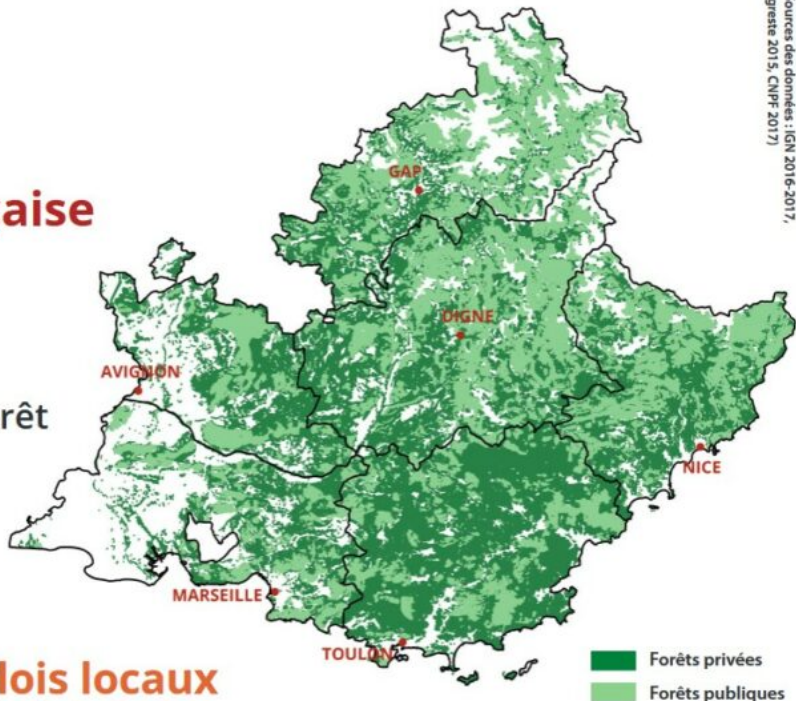 ources des données : IGN 2016-2017,
greste 2015, CNPF 2017)
GAP
aise
DIGNE
AVIGNON
rêt
NICE
MARSEILLE
TOULON
lois locaux
Forêts privées
Forêts publiques